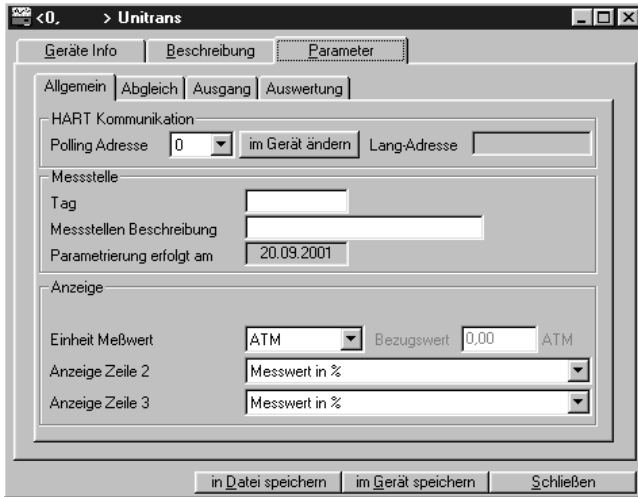 <0, > Unitrans
Geräte Info Beschreibung Parameter
Allgemein Abgleich Ausgang Auswertung
HART Kommunikation
Polling Adresse 0 im Gerät ändern Lang-Adresse
Messstelle
Tag
Messstellen Beschreibung
Parametrierung erfolgt am 20.09.2001
Anzeige
Einheit Meßwert ATM Bezugswert 0,00 ATM
Anzeige Zeile 2 Messwert in %
Anzeige Zeile 3 Messwert in %
in Datei speichern im Gerät speichern Schließen